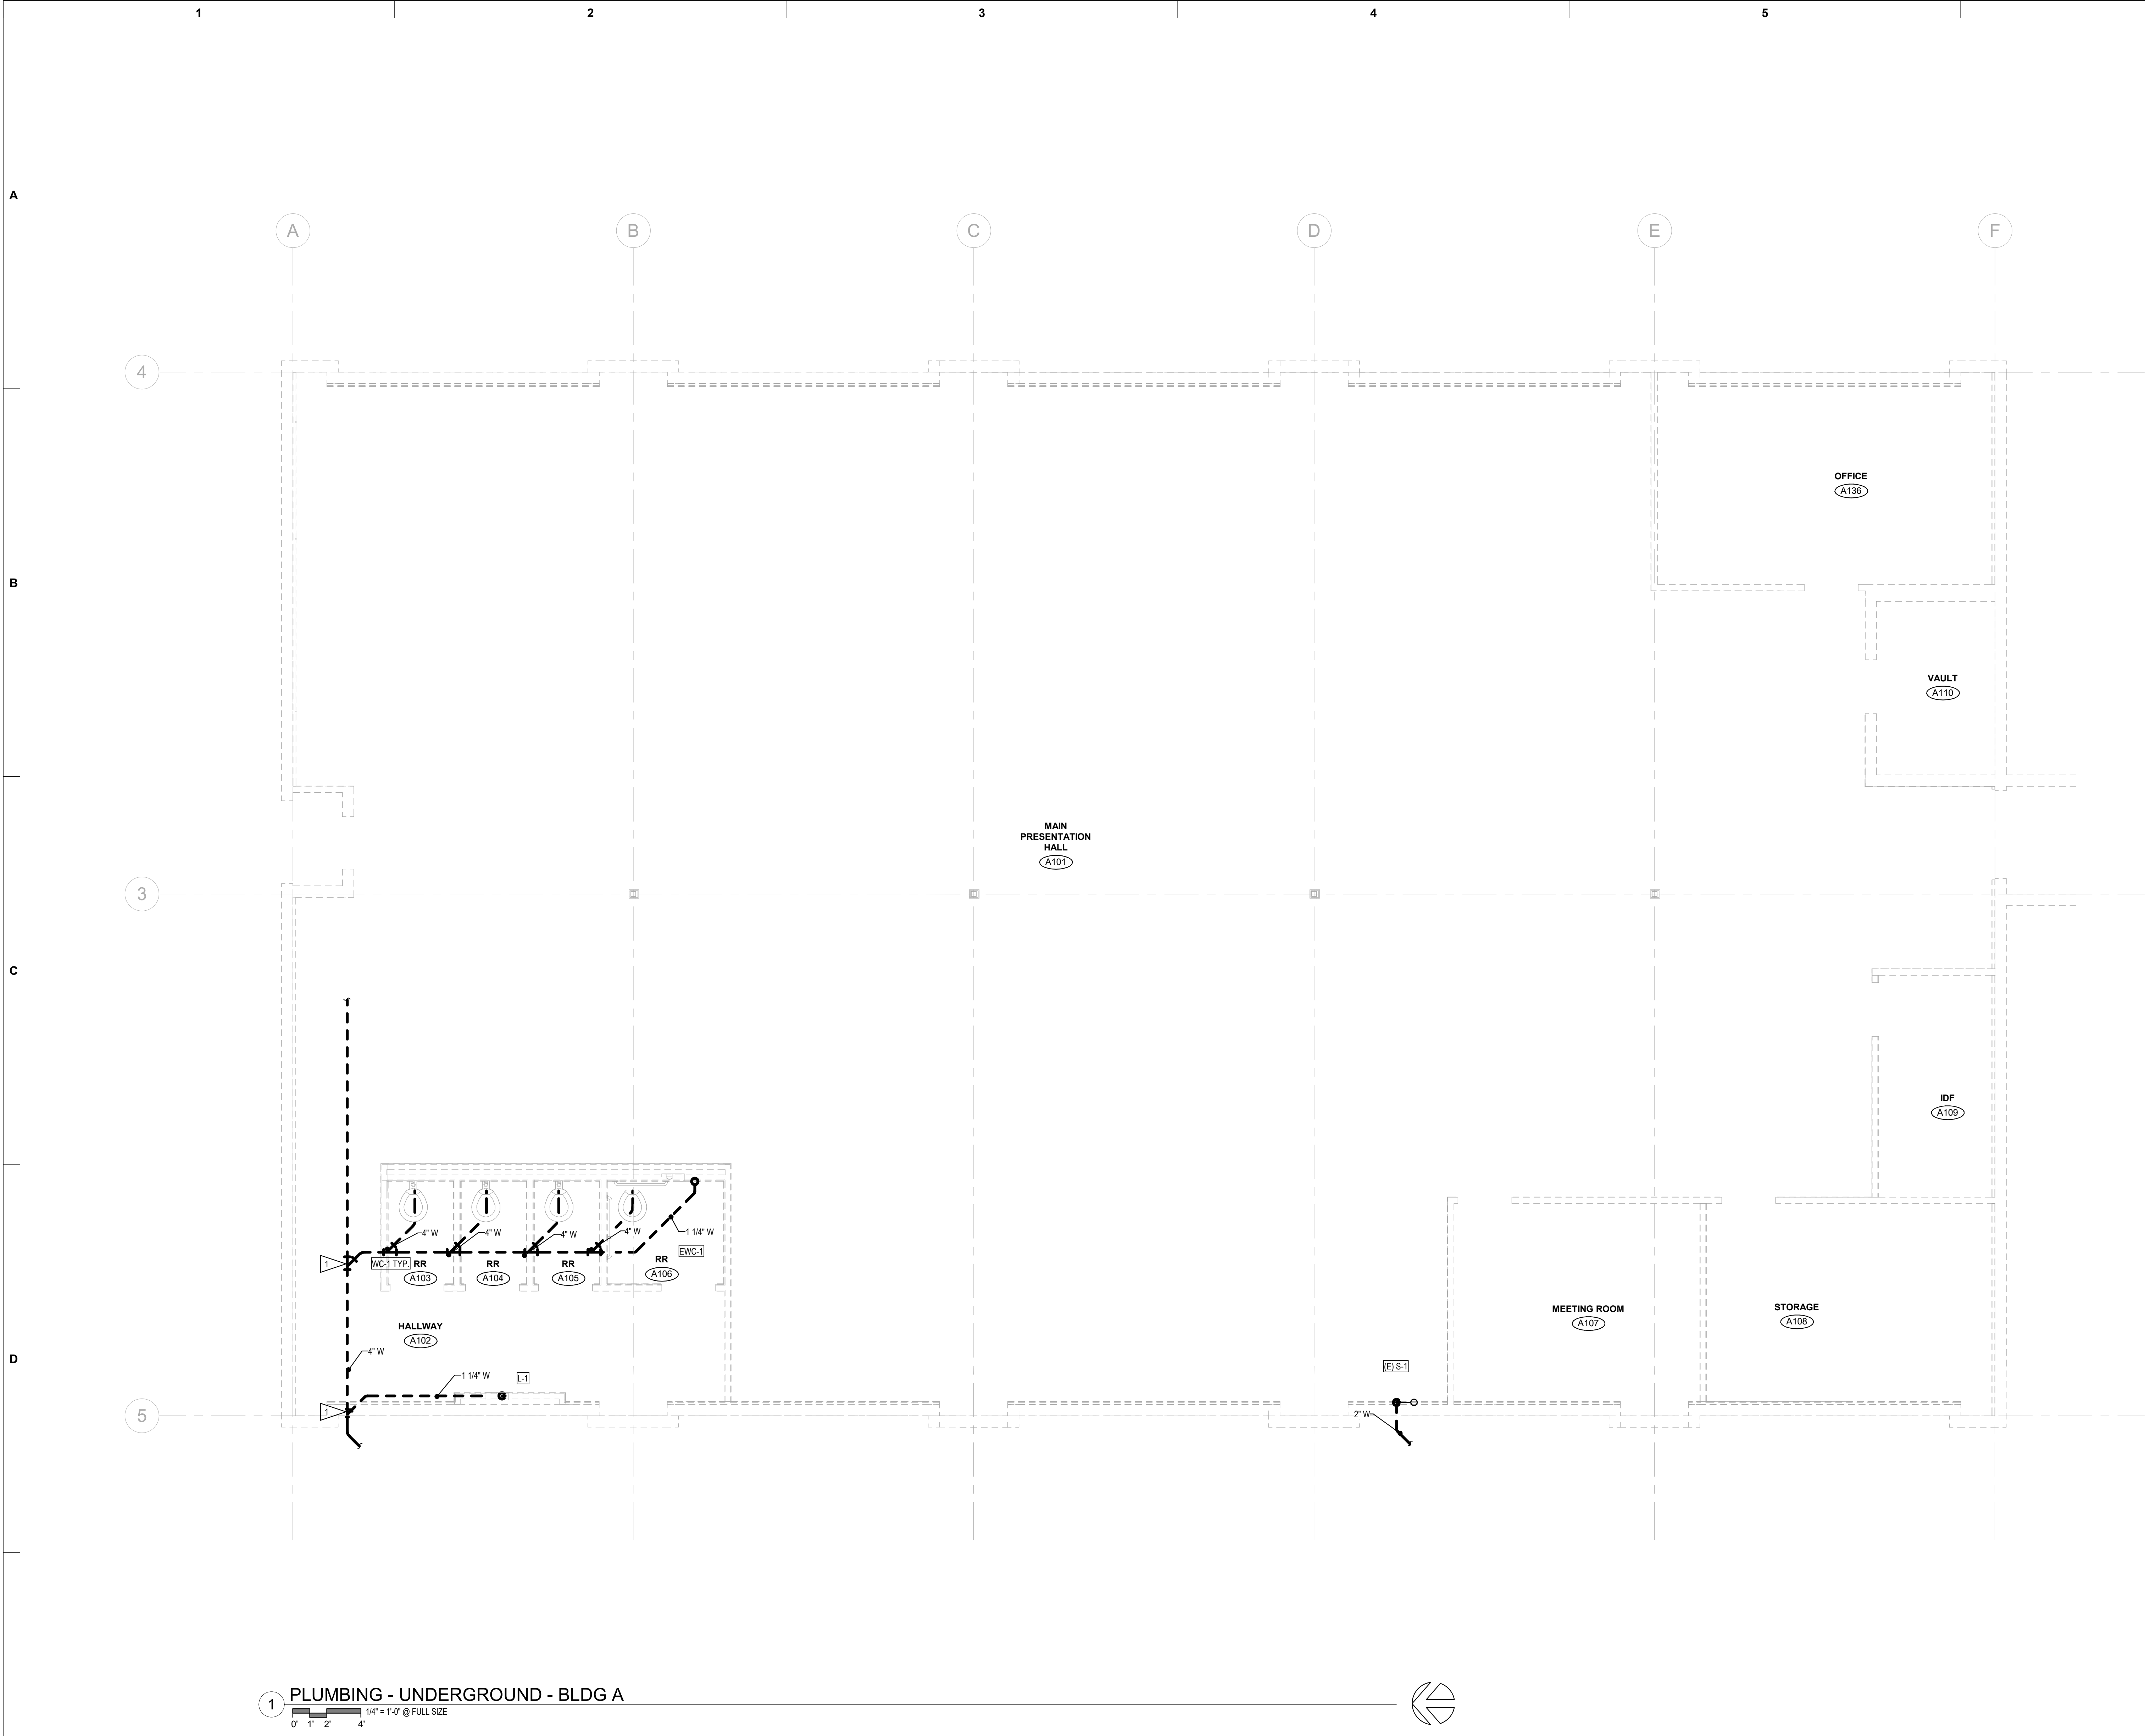 1 2 3 4 5
A
A B C D E F
4
OFFICE
A136
B
VAULT
A110
MAIN
PRESENTATION
HALL
A101
3
C
IDF
A109
4" W 4" W 4" W 4" W 1 1/4" W
EWC-1
1 WC-1 TYP. RR RR RR RR
A103 A104 A105 A106
MEETING ROOM
A107
STORAGE
A108
HALLWAY
A102
4" W
D
(E) S-1
1 1/4" W L-1
5 1 2" W
1 PLUMBING - UNDERGROUND - BLDG A
1/4" = 1'-0" @ FULL SIZE
0' 1' 2' 4'